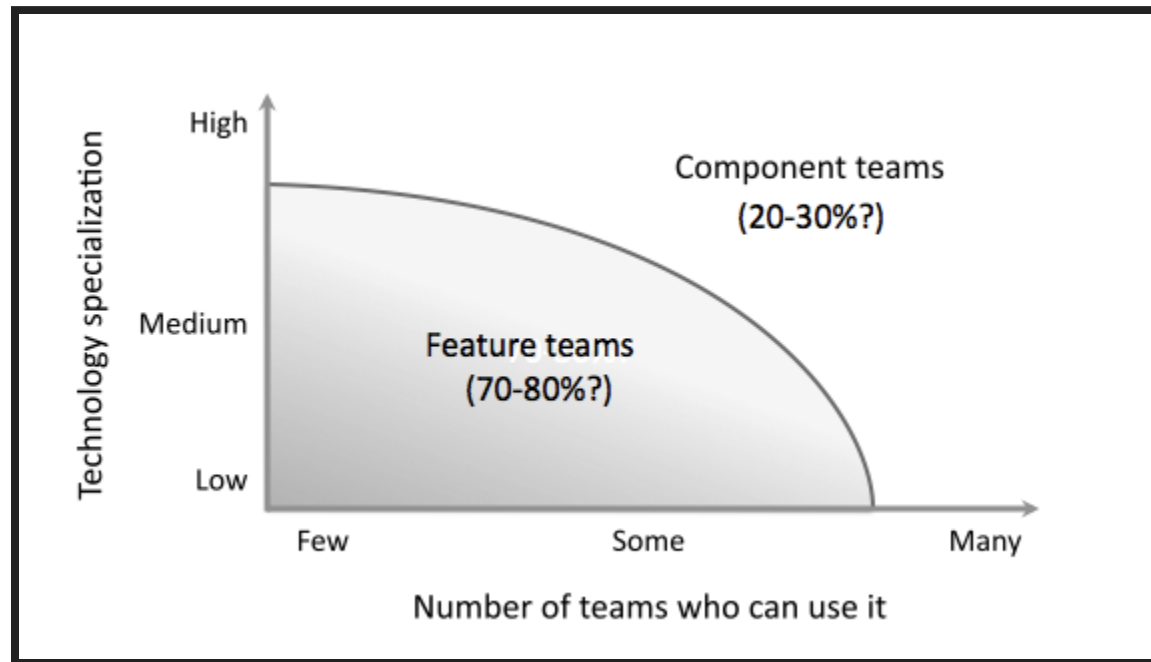 High
Component teams
(20-30%?)
Technology specialization
Medium
Feature teams
(70-80%?)
Low
Few
Some
Many
Number of teams who can use it